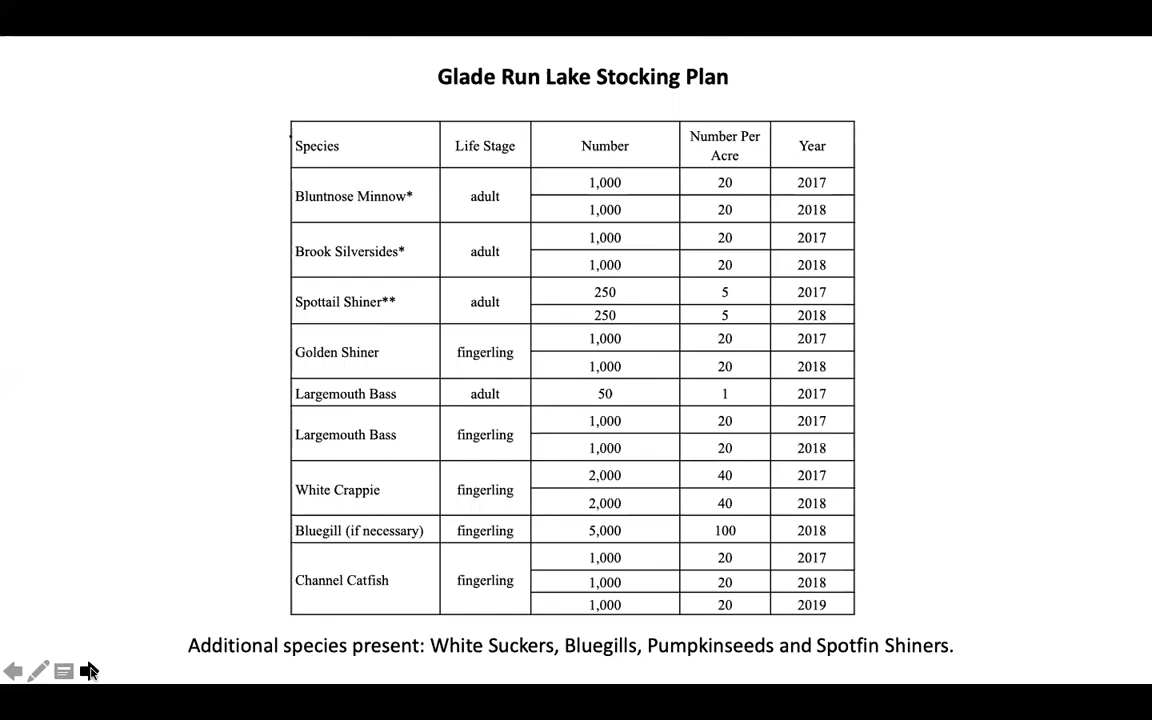 Glade Run Lake Stocking Plan
Species Life Stage Number Number Per Acre Year
Bluntnose Minnow* adult 1,000 20 2017
1,000 20 2018
Brook Silversides* adult 1,000 20 2017
1,000 20 2018
Spottail Shiner** adult 250 5 2017
250 5 2018
Golden Shiner fingerling 1,000 20 2017
1,000 20 2018
Largemouth Bass adult 50 1 2017
Largemouth Bass fingerling 1,000 20 2017
1,000 20 2018
White Crappie fingerling 2,000 40 2017
2,000 40 2018
Bluegill (if necessary) fingerling 5,000 100 2018
Channel Catfish fingerling 1,000 20 2017
1,000 20 2018
1,000 20 2019
Additional species present: White Suckers, Bluegills, Pumpkinseeds and Spotfin Shiners.